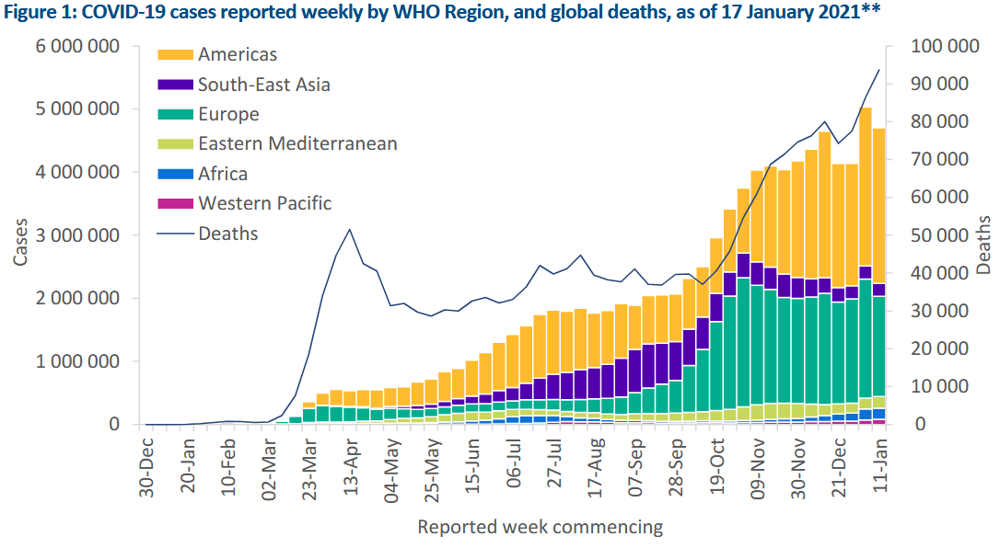 Figure 1: COVID-19 cases reported weekly by WHO Region, and global deaths, as of 17 January 2021**
6 000 000
5 000 000
4 000 000
3 000 000
2 000 000
1 000 000
0
Cases
Americas
South-East Asia
Europe
Eastern Mediterranean
Africa
Western Pacific
Deaths
100 000
90 000
80 000
70 000
60 000
50 000
40 000
30 000
20 000
10 000
0
Deaths
30-Dec
20-Jan
10-Feb
02-Mar
23-Mar
13-Apr
04-May
25-May
15-Jun
06-Jul
27-Jul
17-Aug
07-Sep
28-Sep
19-Oct
09-Nov
30-Nov
21-Dec
11-Jan
Reported week commencing